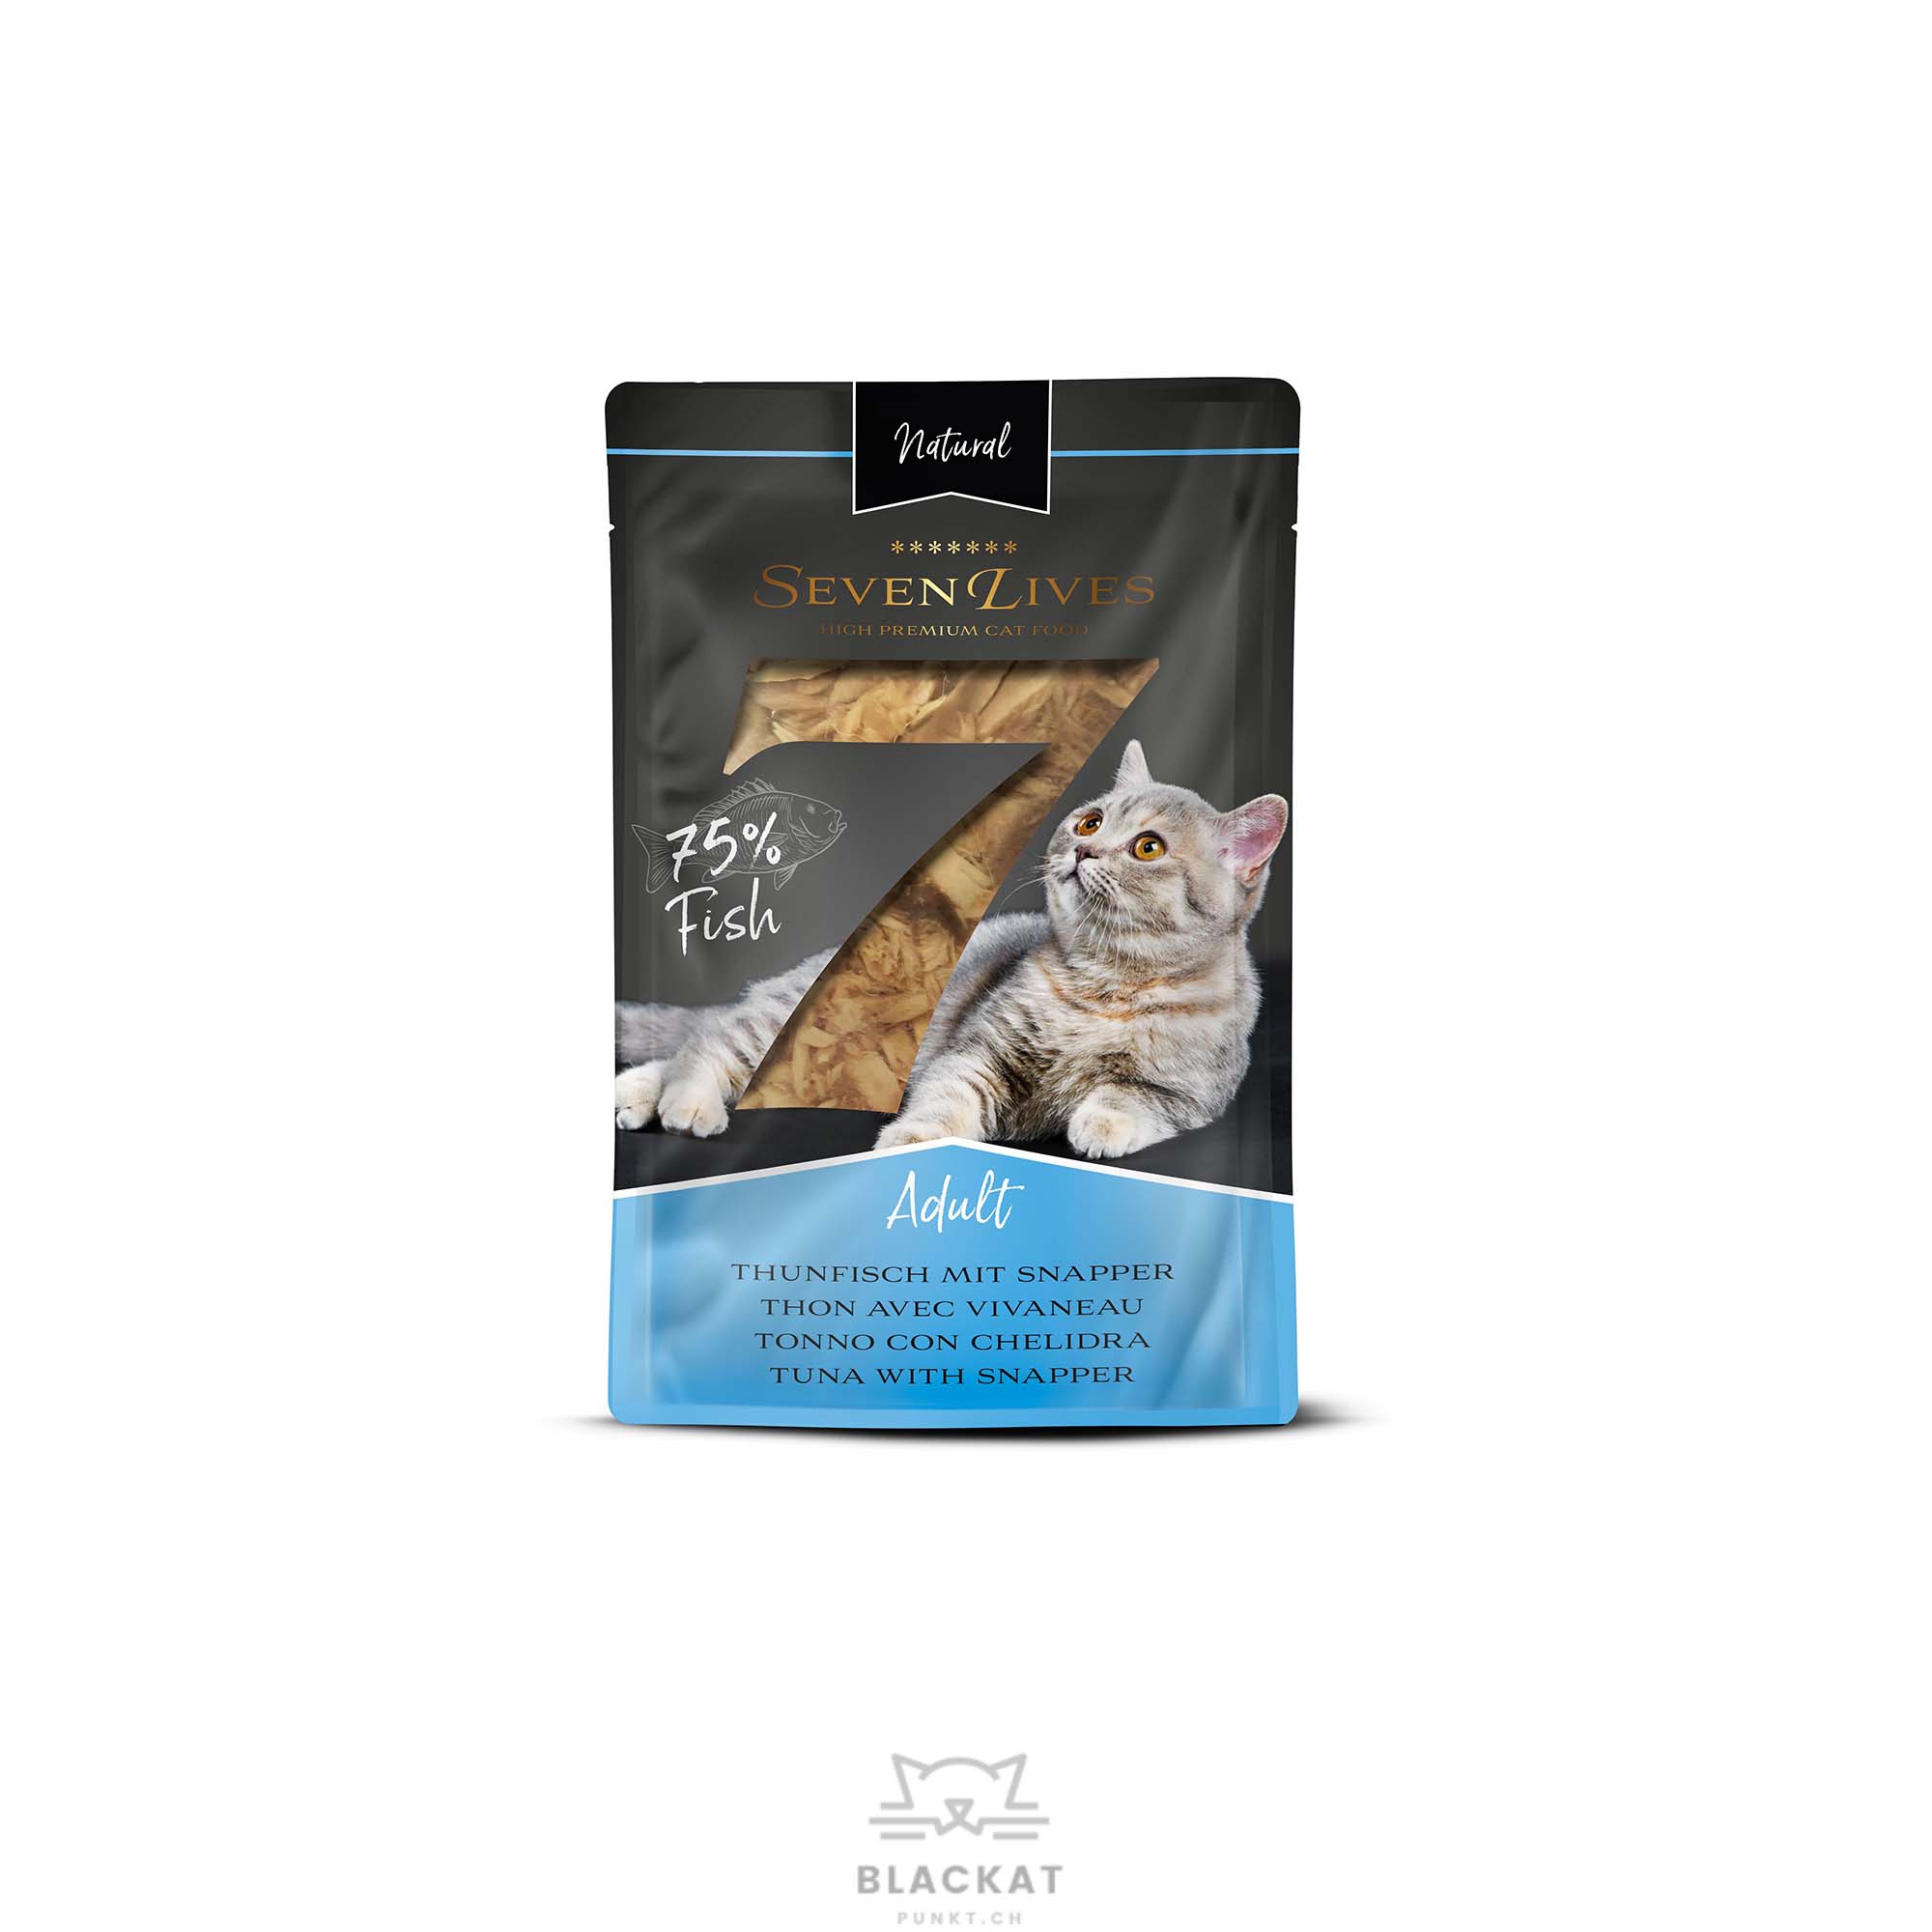 Natural
*******
SEVEN LIVES
HIGH PREMIUM CAT FOOD
7
75%
Fish
Adult
THUNFISCH MIT SNAPPER
THON AVEC VIVANEAU
TONNO CON CHELIDRA
TUNA WITH SNAPPER
BLACKAT
PUNKT.CH